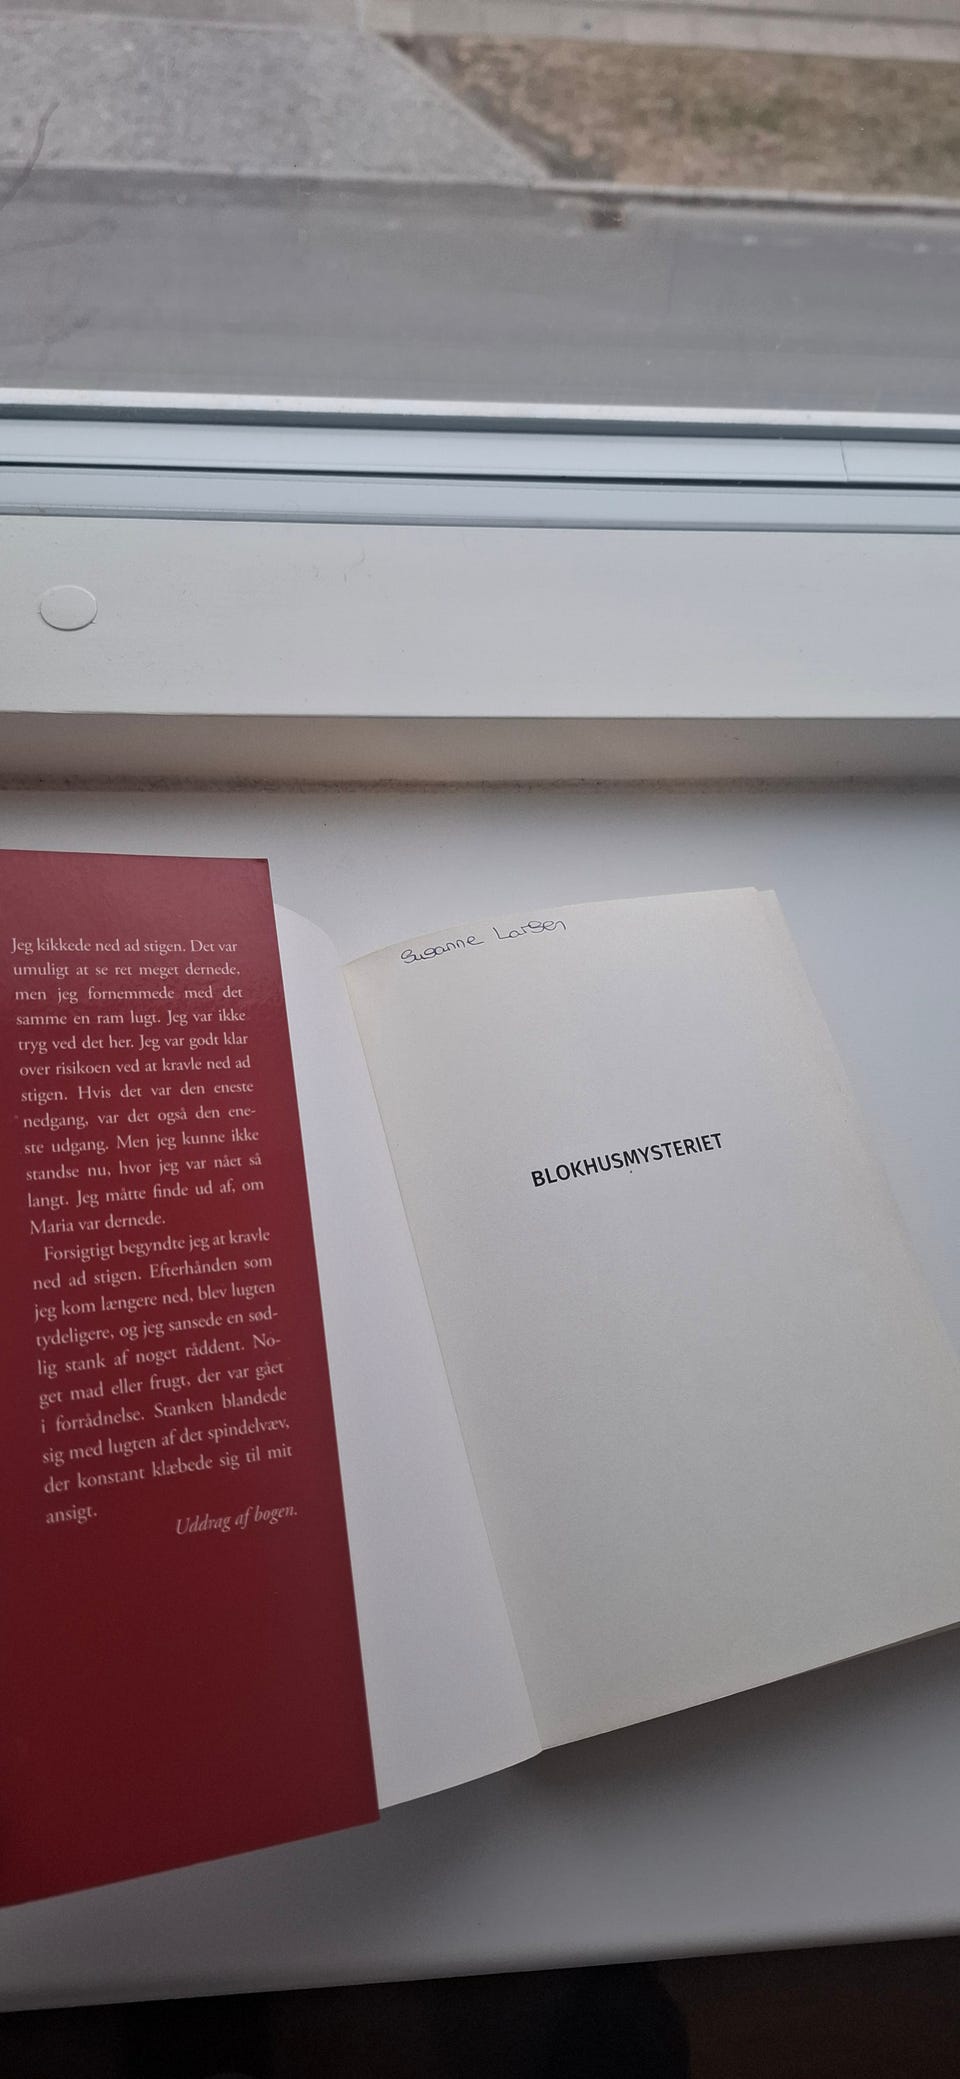 Jeg kikkede ned ad stigen. Det var
umuligt at se ret meget dernede,
men jeg fornemmede med det
samme en ram lugt. Jeg var ikke
tryg ved det her. Jeg var godt klar
over risikoen ved at kravle ned ad
stigen. Hvis det var den eneste
nedgang, var det også den ene-
ste udgang. Men jeg kunne ikke
standse nu, hvor jeg var nået så
langt. Jeg måtte finde ud af, om
Maria var dernede.
Forsigtigt begyndte jeg at kravle
ned ad stigen. Efterhånden som
jeg kom længere ned, blev lugten
tydeligere, og jeg sansede en sød-
lig stank af noget råddent. No-
get mad eller frugt, der var gået
i forrådnelse. Stanken blandede
sig med lugten af det spindelvæv,
der konstant klæbede sig til mit
ansigt.
Uddrag af bogen.
Susanne Larsen
BLOKHUSMYSTERIET